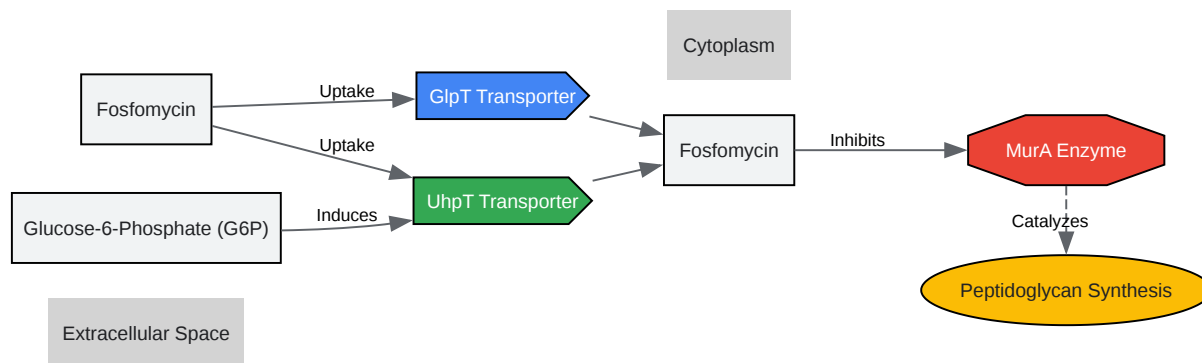 Cytoplasm
Fosfomycin
Uptake
GlpT Transporter
Uptake
Fosfomycin
Inhibits
MurA Enzyme
Glucose-6-Phosphate (G6P)
Induces
UhpT Transporter
Catalyzes
Peptidoglycan Synthesis
Extracellular Space